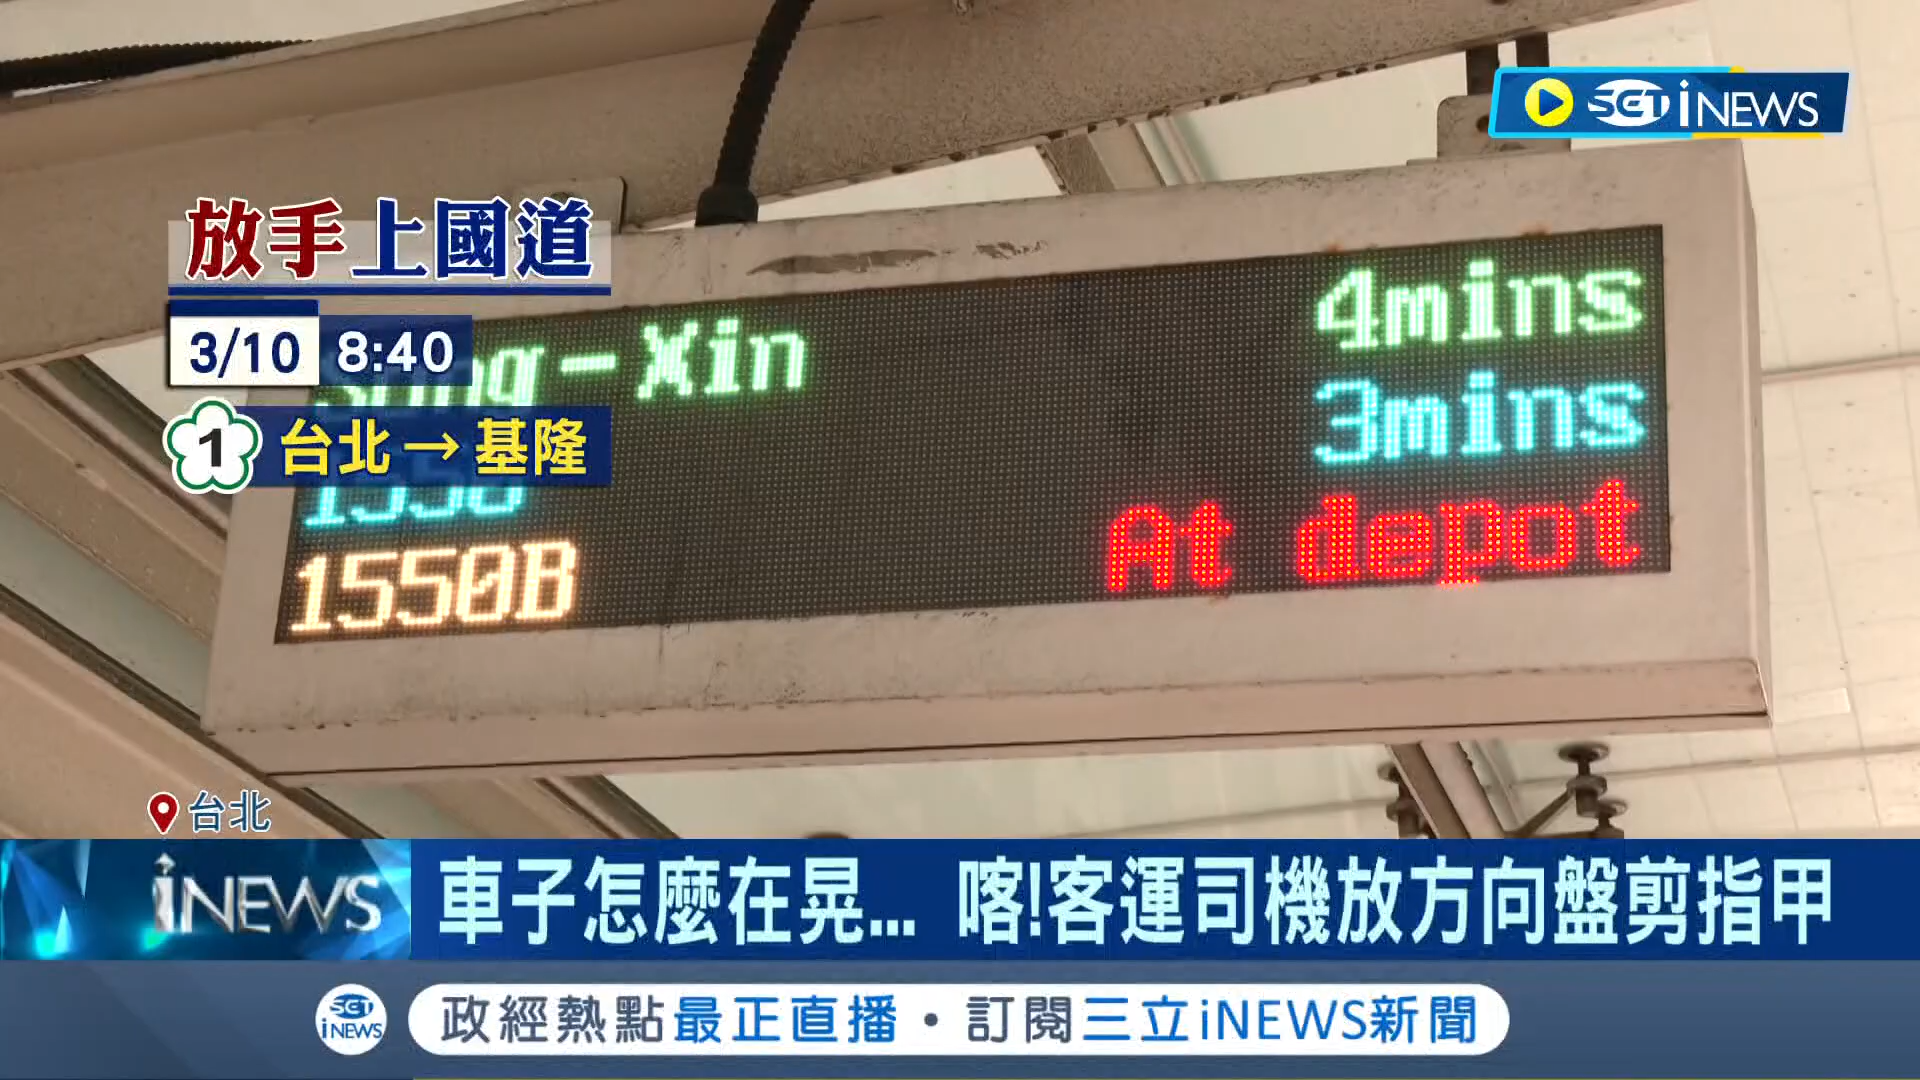 SET iNEWS
放手上國道
3/10 8:40
Song-Xin 4mins
1 台北→基隆
1550 3mins
1550B At depot
台北
iNEWS 車子怎麼在晃... 喀!客運司機放方向盤剪指甲
SET iNEWS 政經熱點最正直播・訂閱三立iNEWS新聞